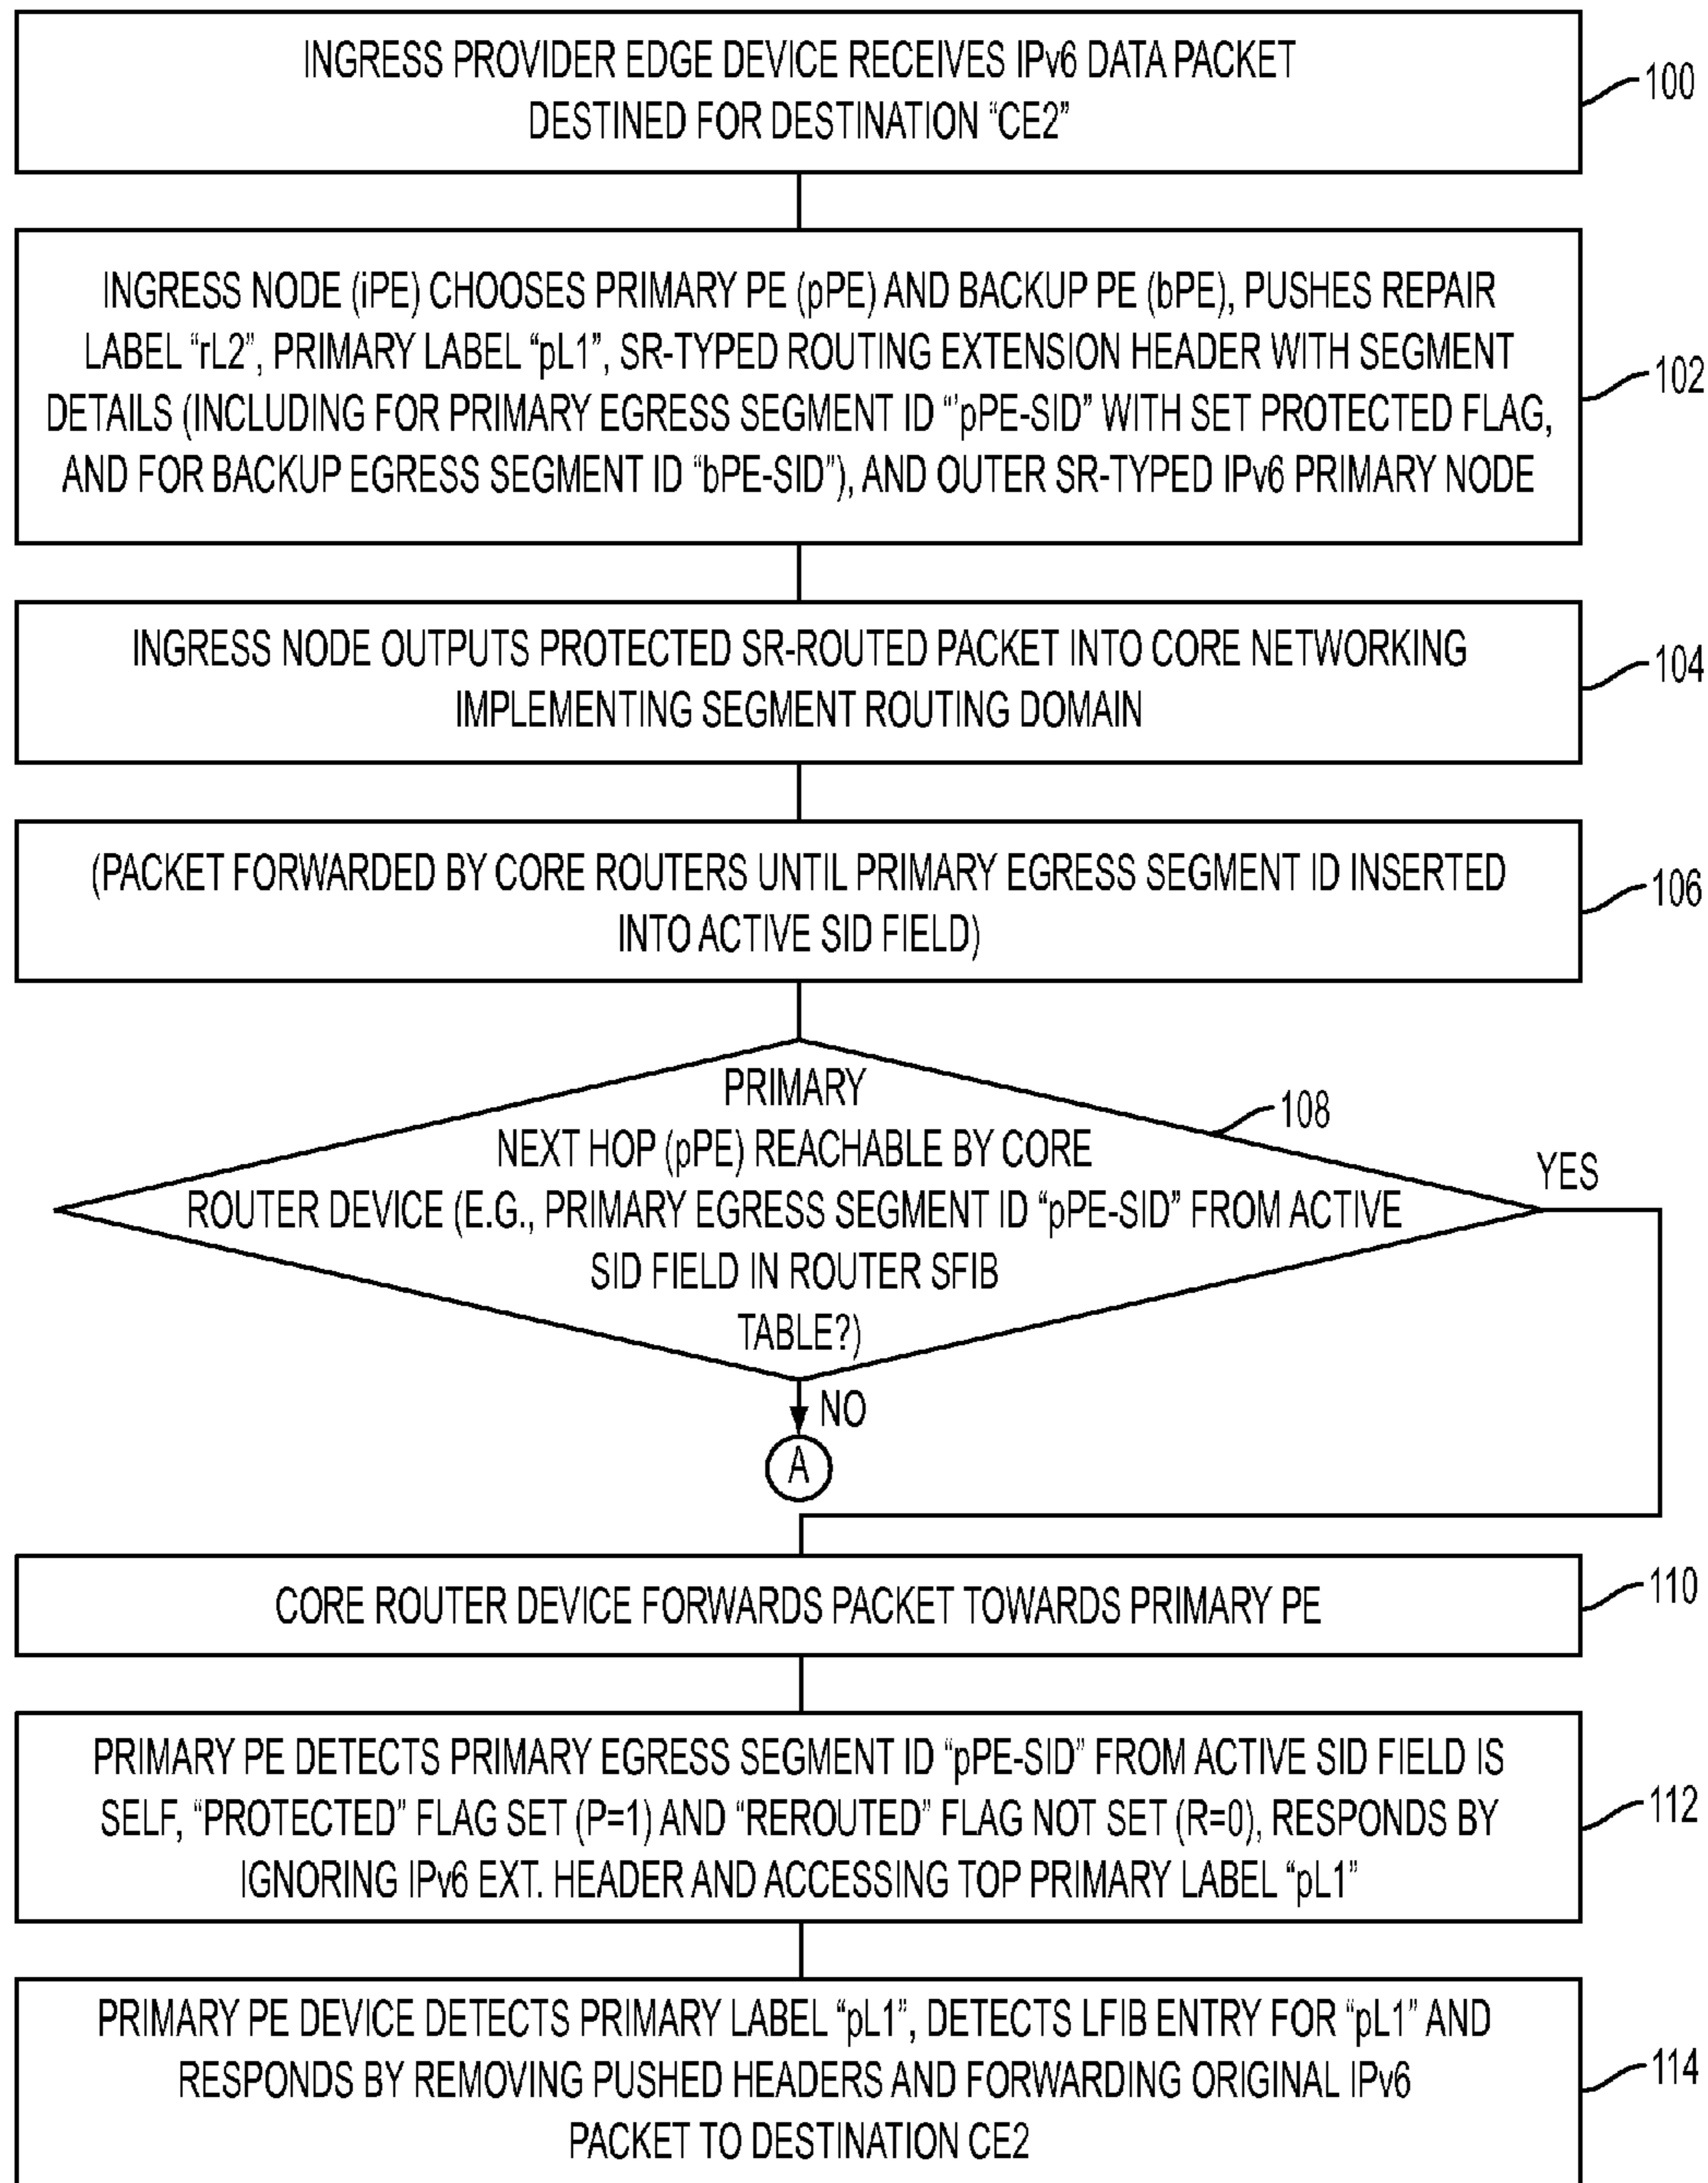 INGRESS PROVIDER EDGE DEVICE RECEIVES IPv6 DATA PACKET
DESTINED FOR DESTINATION “CE2”
100
INGRESS NODE (iPE) CHOOSES PRIMARY PE (pPE) AND BACKUP PE (bPE), PUSHES REPAIR
LABEL “rL2”, PRIMARY LABEL “pL1”, SR-TYPED ROUTING EXTENSION HEADER WITH SEGMENT
DETAILS (INCLUDING FOR PRIMARY EGRESS SEGMENT ID “’pPE-SID” WITH SET PROTECTED FLAG,
AND FOR BACKUP EGRESS SEGMENT ID “bPE-SID”), AND OUTER SR-TYPED IPv6 PRIMARY NODE
102
INGRESS NODE OUTPUTS PROTECTED SR-ROUTED PACKET INTO CORE NETWORKING
IMPLEMENTING SEGMENT ROUTING DOMAIN
104
(PACKET FORWARDED BY CORE ROUTERS UNTIL PRIMARY EGRESS SEGMENT ID INSERTED
INTO ACTIVE SID FIELD)
106
PRIMARY
NEXT HOP (pPE) REACHABLE BY CORE
ROUTER DEVICE (E.G., PRIMARY EGRESS SEGMENT ID “pPE-SID” FROM ACTIVE
SID FIELD IN ROUTER SFIB
TABLE?)
108
YES
NO
A
CORE ROUTER DEVICE FORWARDS PACKET TOWARDS PRIMARY PE
110
PRIMARY PE DETECTS PRIMARY EGRESS SEGMENT ID “pPE-SID” FROM ACTIVE SID FIELD IS
SELF, “PROTECTED” FLAG SET (P=1) AND “REROUTED” FLAG NOT SET (R=0), RESPONDS BY
IGNORING IPv6 EXT. HEADER AND ACCESSING TOP PRIMARY LABEL “pL1”
112
PRIMARY PE DEVICE DETECTS PRIMARY LABEL “pL1”, DETECTS LFIB ENTRY FOR “pL1” AND
RESPONDS BY REMOVING PUSHED HEADERS AND FORWARDING ORIGINAL IPv6
PACKET TO DESTINATION CE2
114